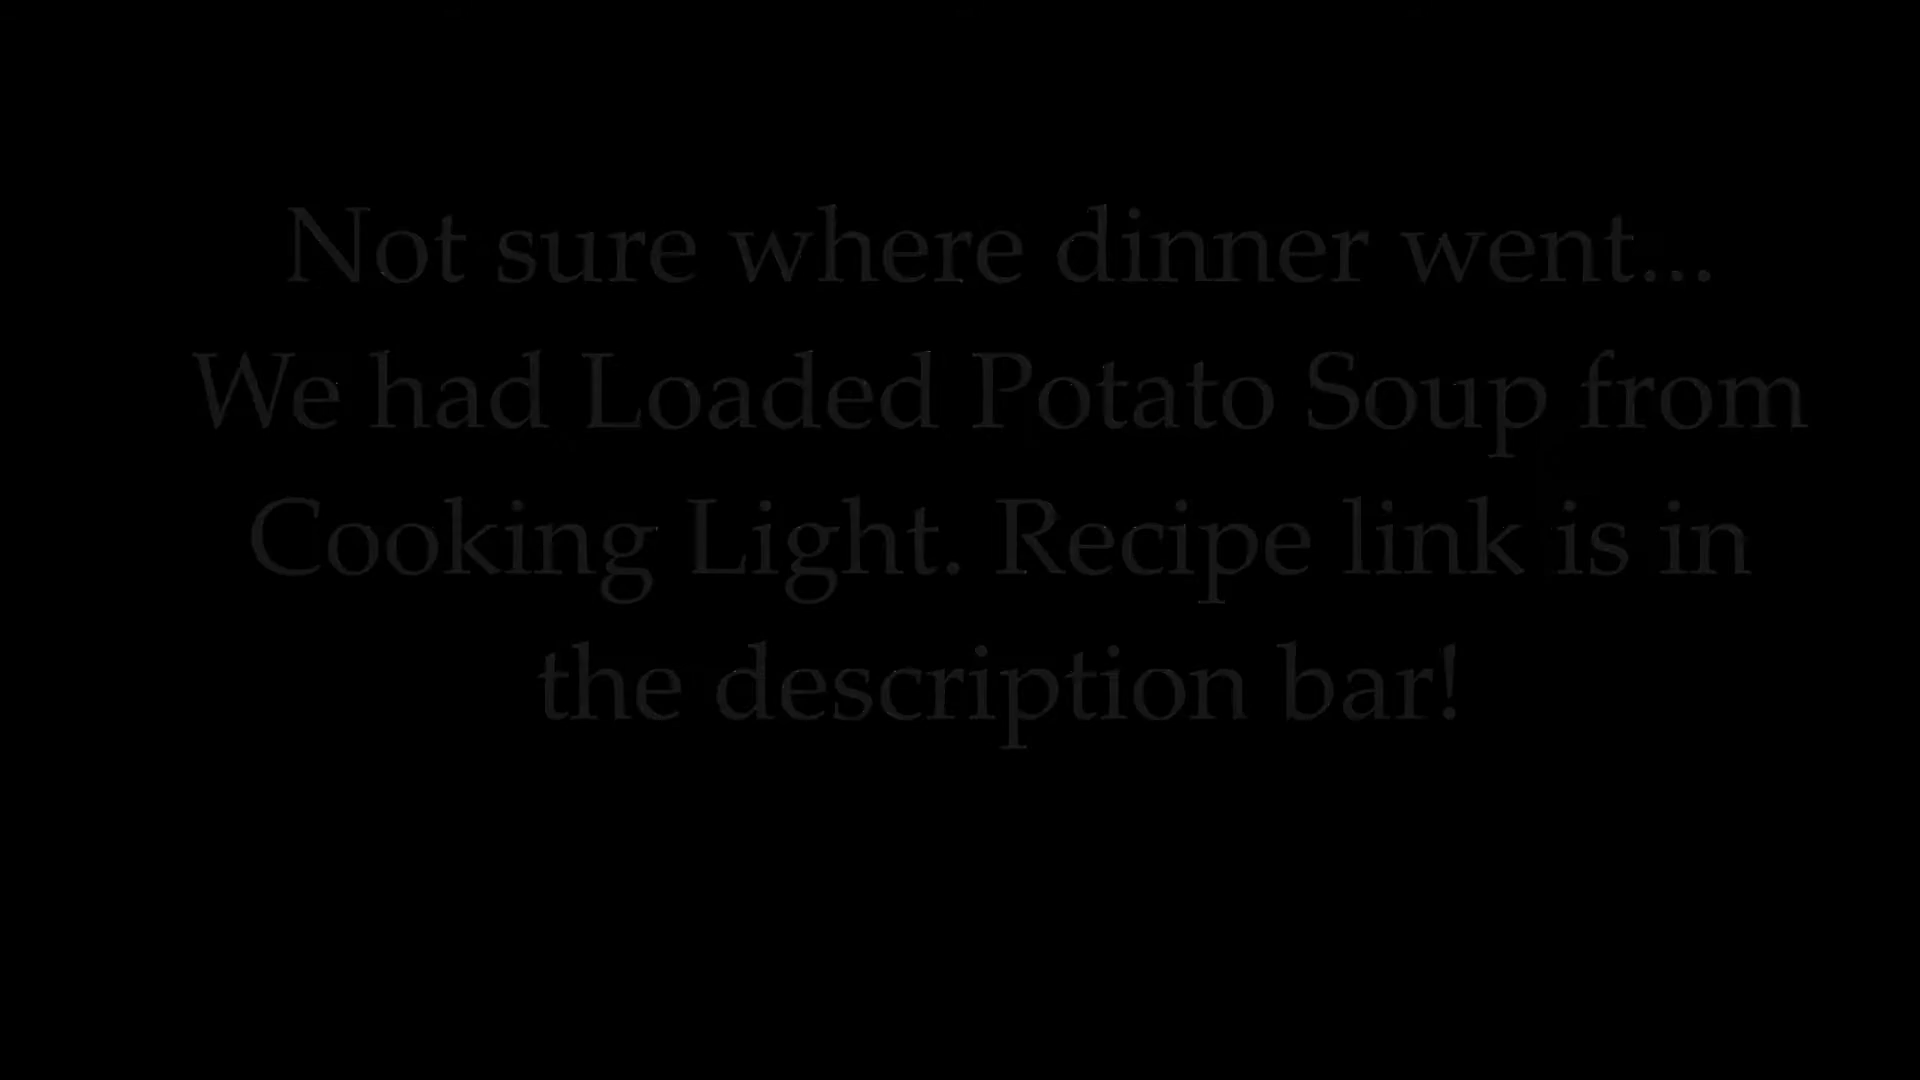 Not sure where dinner went...
We had Loaded Potato Soup from
Cooking Light. Recipe link is in
the description bar!